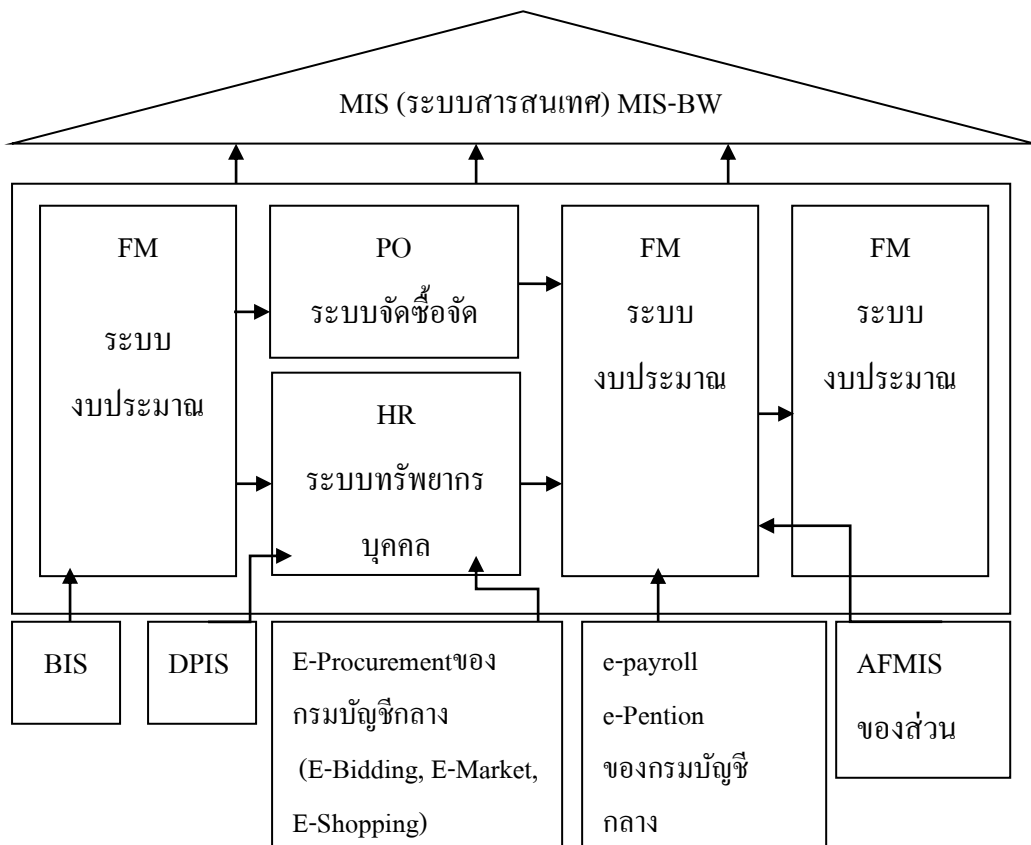 MIS (ระบบสารสนเทศ) MIS-BW
FM
ระบบ
งบประมาณ
PO
ระบบจัดซื้อจัด
HR
ระบบทรัพยากร
บุคคล
FM
ระบบ
งบประมาณ
FM
ระบบ
งบประมาณ
BIS
DPIS
E-Procurementของ
กรมบัญชีกลาง
(E-Bidding, E-Market,
E-Shopping)
e-payroll
e-Pention
ของกรมบัญชี
กลาง
AFMIS
ของส่วน